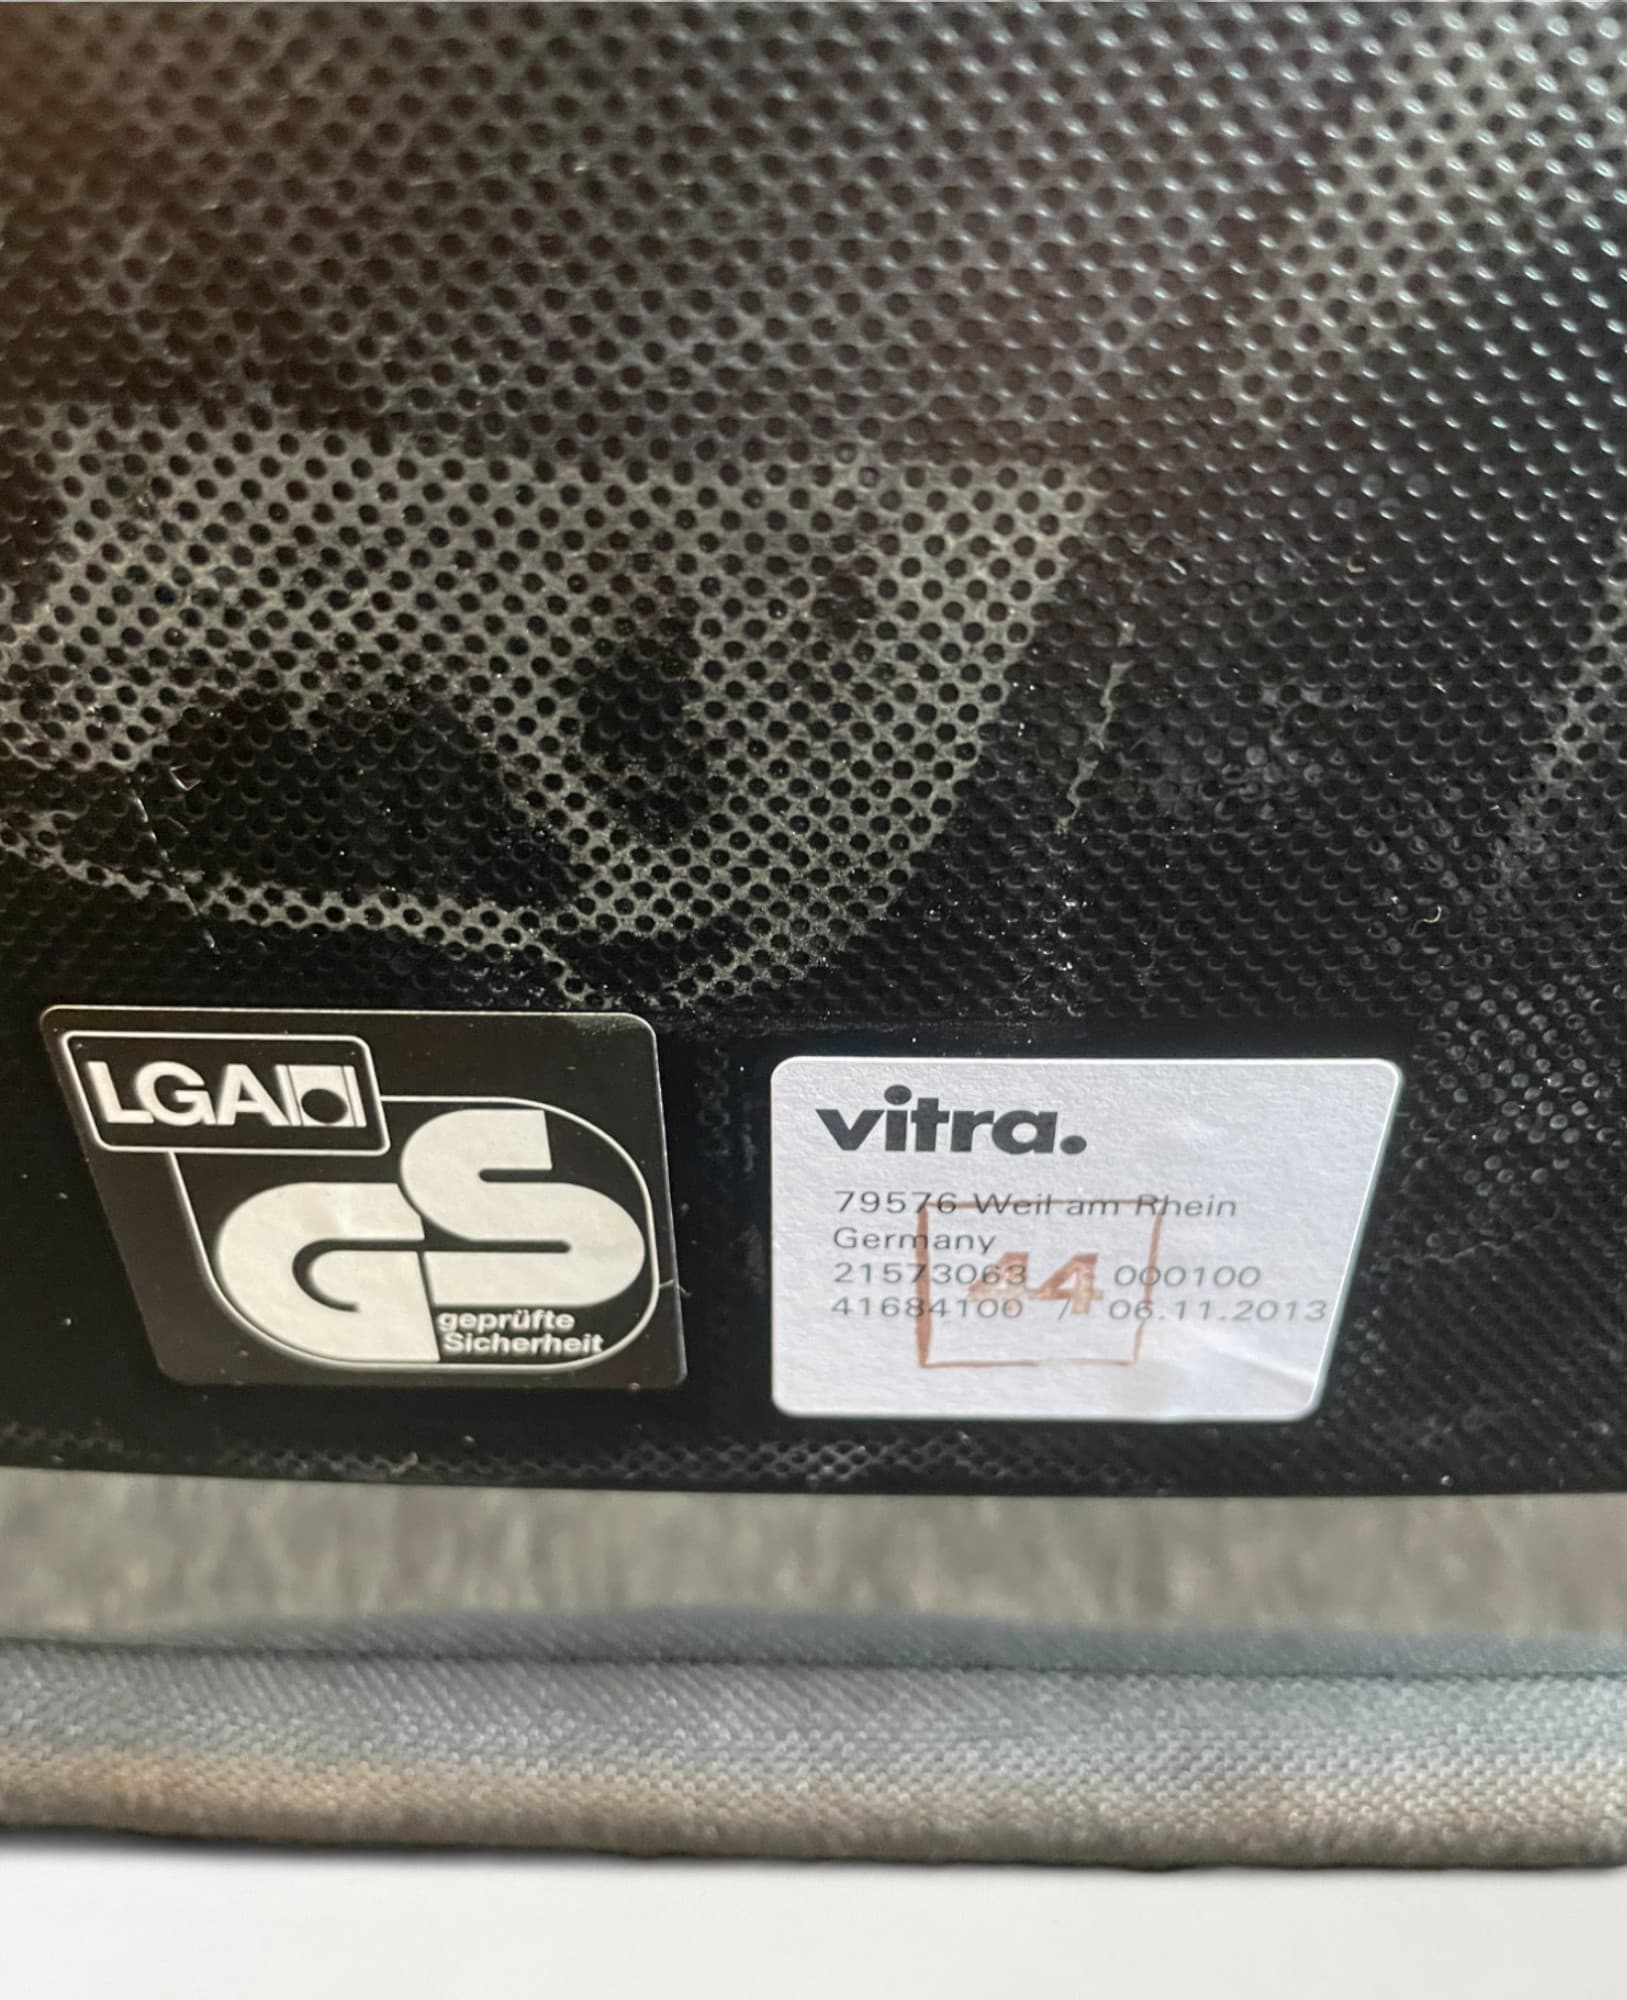 LGA
GS
geprüfte
Sicherheit
vitra.
79576 Weil am Rhein
Germany
21573063 000100
41684100 / 06.11.2013
44